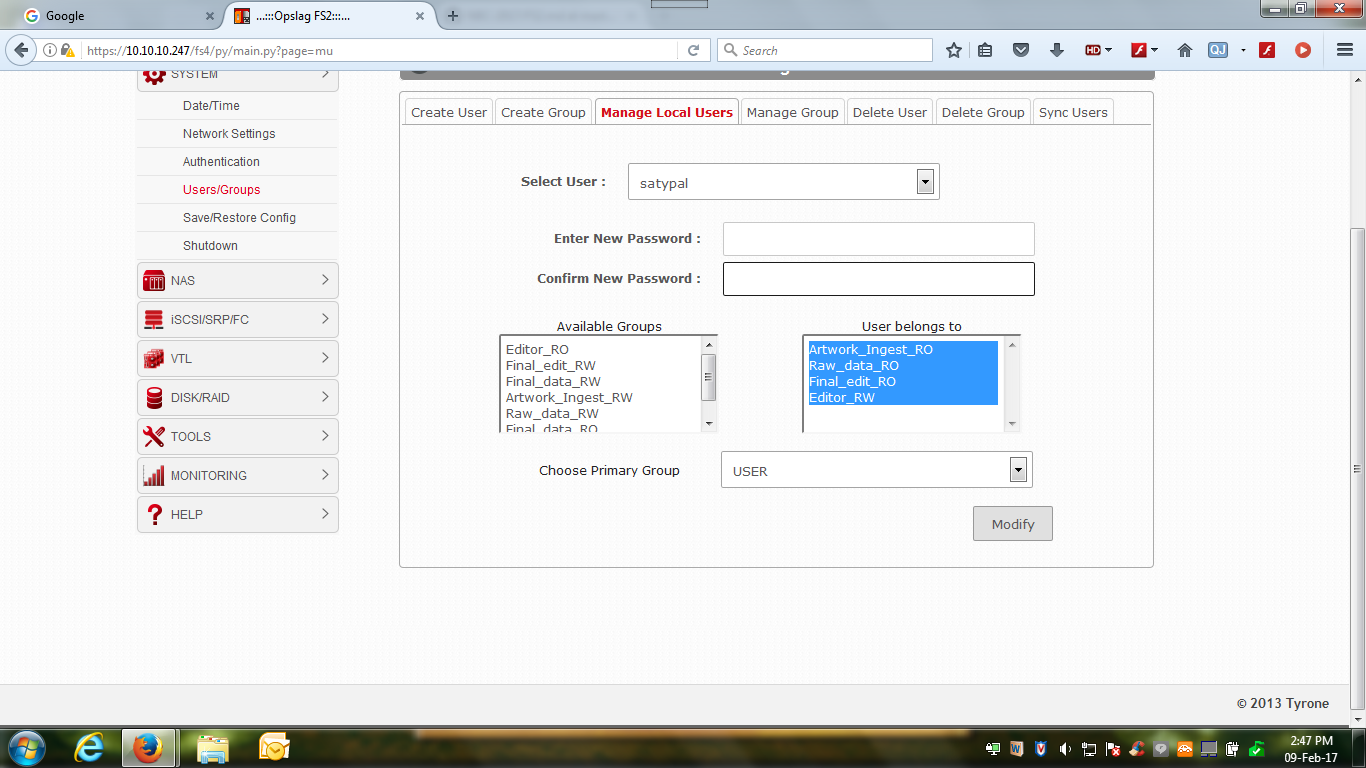 Google
...:::Opslag FS2:::...
https://10.10.10.247/fs4/py/main.py?page=mu
Search
HD
QJ
SYSTEM
Date/Time
Network Settings
Authentication
Users/Groups
Save/Restore Config
Shutdown
NAS
iSCSI/SRP/FC
VTL
DISK/RAID
TOOLS
MONITORING
HELP
Create User
Create Group
Manage Local Users
Manage Group
Delete User
Delete Group
Sync Users
Select User :
satypal
Enter New Password :
Confirm New Password :
Available Groups
Editor_RO
Final_edit_RW
Final_data_RW
Artwork_Ingest_RW
Raw_data_RW
Final_data_RO
User belongs to
Artwork_Ingest_RO
Raw_data_RO
Final_edit_RO
Editor_RW
Choose Primary Group
USER
Modify
© 2013 Tyrone
2:47 PM
09-Feb-17